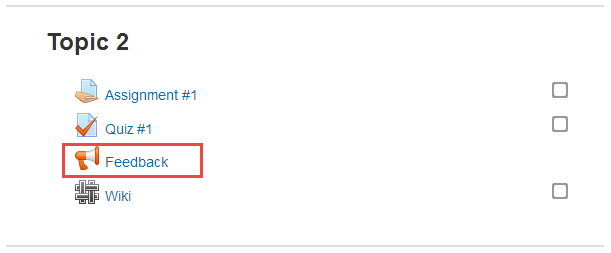 Topic 2
Assignment #1
Quiz #1
Feedback
Wiki